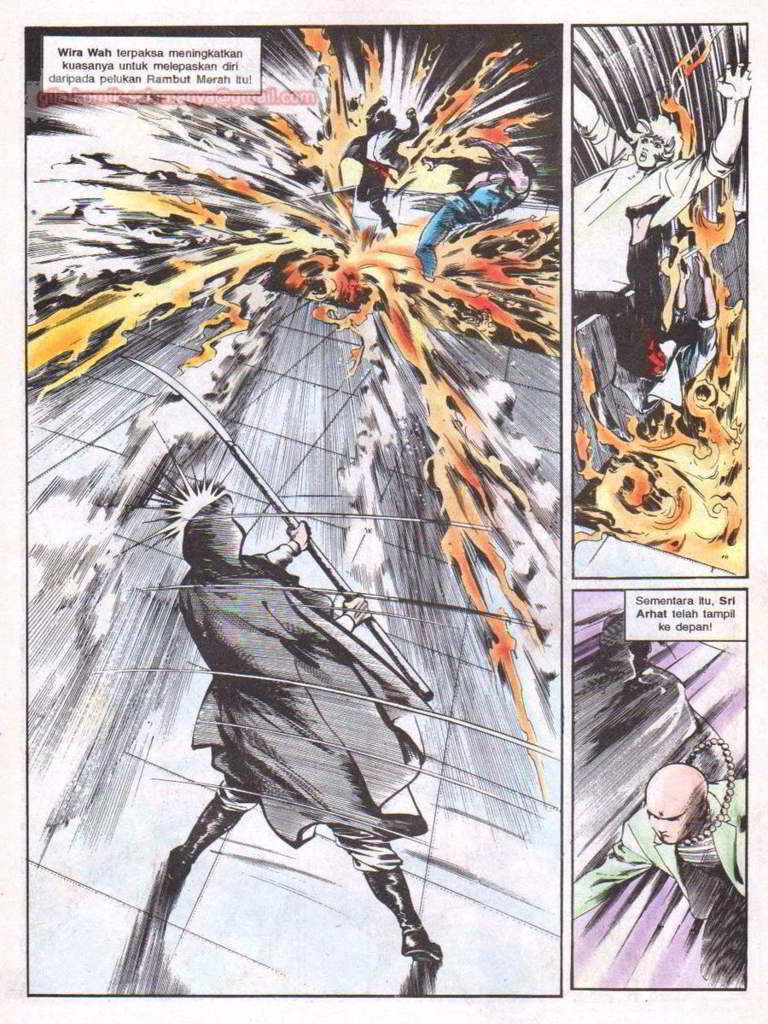 Wira Wah terpaksa meningkatkan
kuasanya untuk melepaskan diri
daripada pelukan Rambut Merah itu!
Sementara itu, Sri
Arhat telah tampil
ke depan!